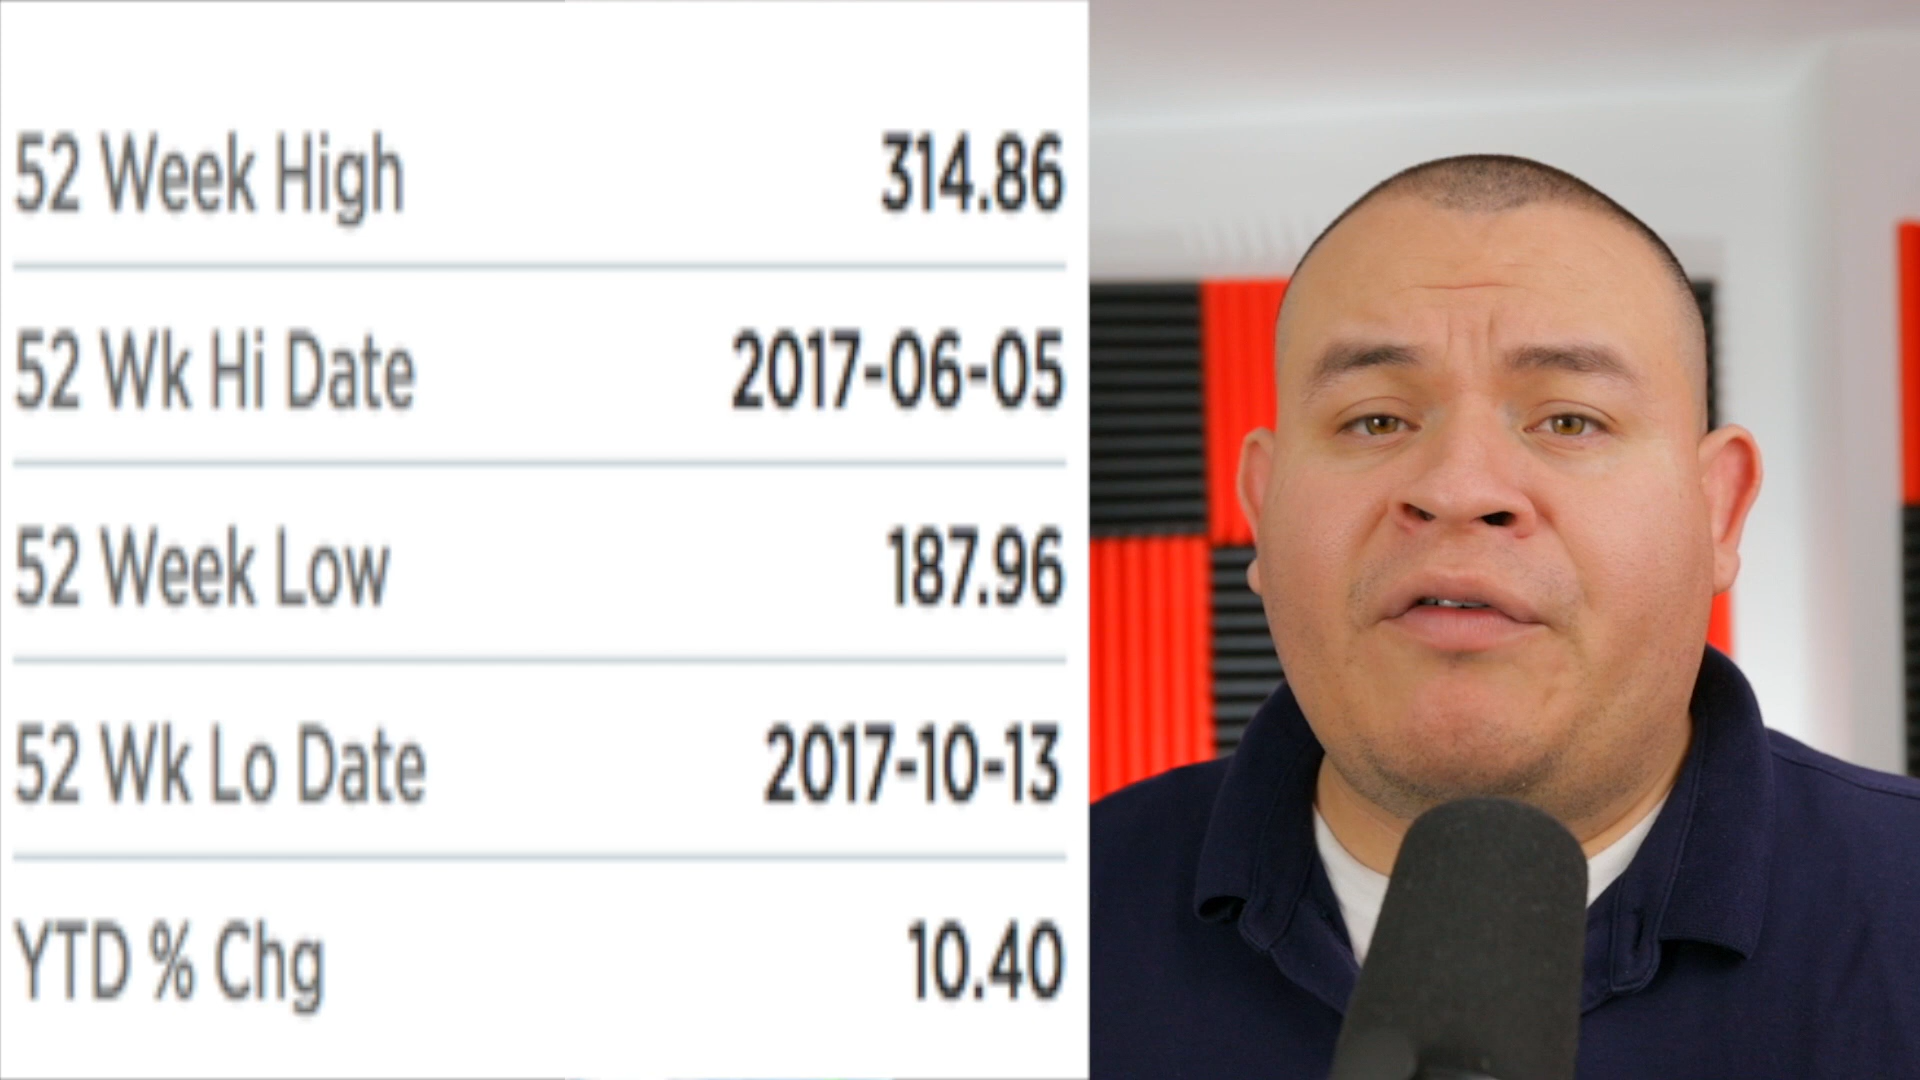 52 Week High 314.86
52 Wk Hi Date 2017-06-05
52 Week Low 187.96
52 Wk Lo Date 2017-10-13
YTD % Chg 10.40